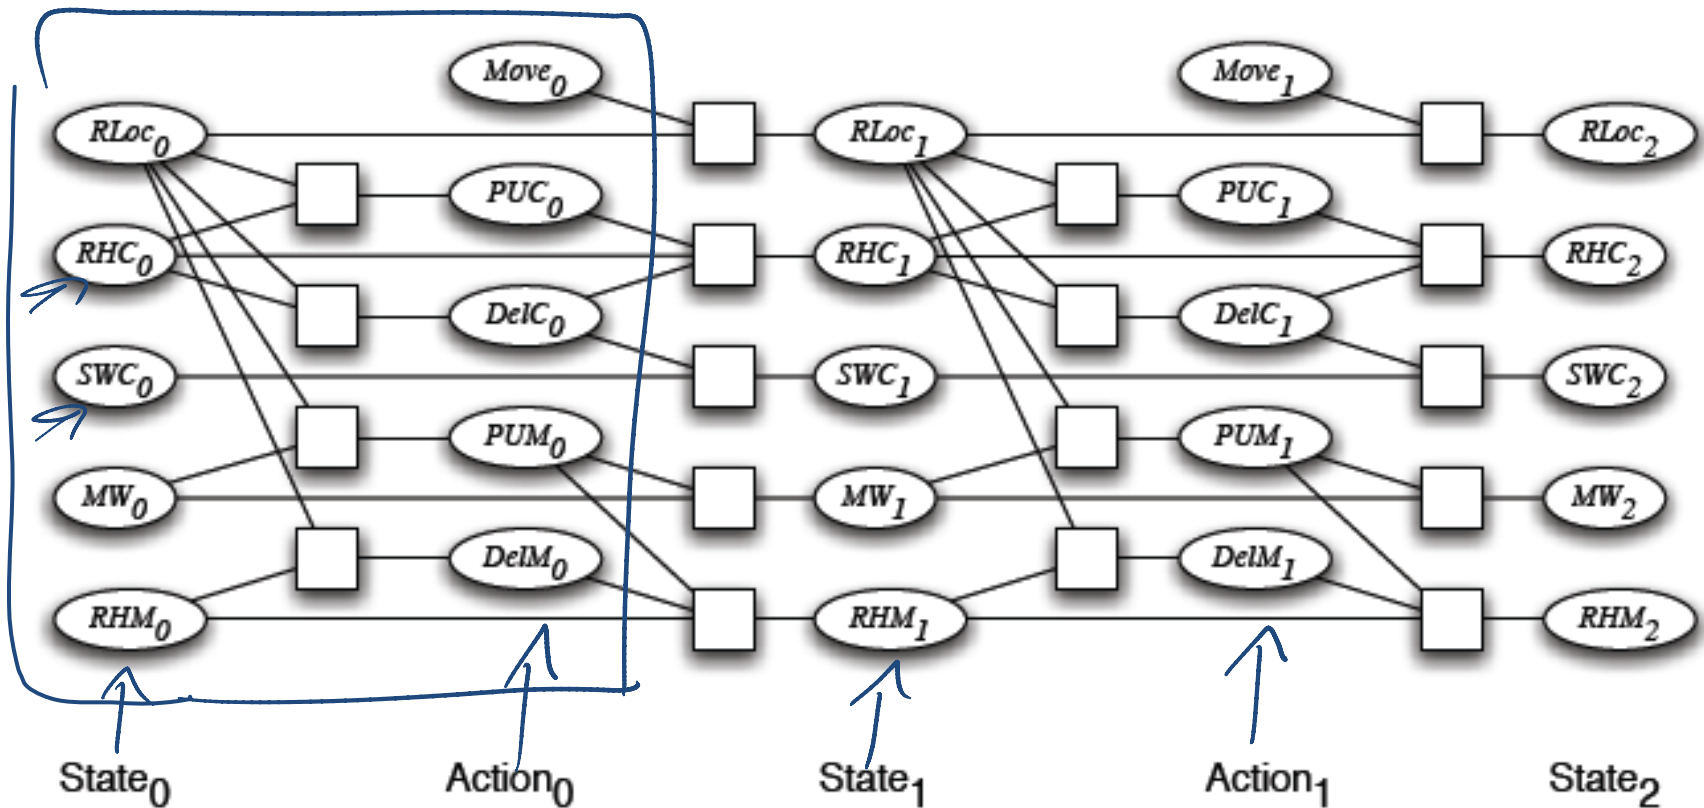 Move0 Move1
RLoc0 RLoc1 RLoc2
PUC0 PUC1
RHC0 RHC1 RHC2
DelC0 DelC1
SWC0 SWC1 SWC2
PUM0 PUM1
MW0 MW1 MW2
DelM0 DelM1
RHM0 RHM1 RHM2
State0 Action0 State1 Action1 State2